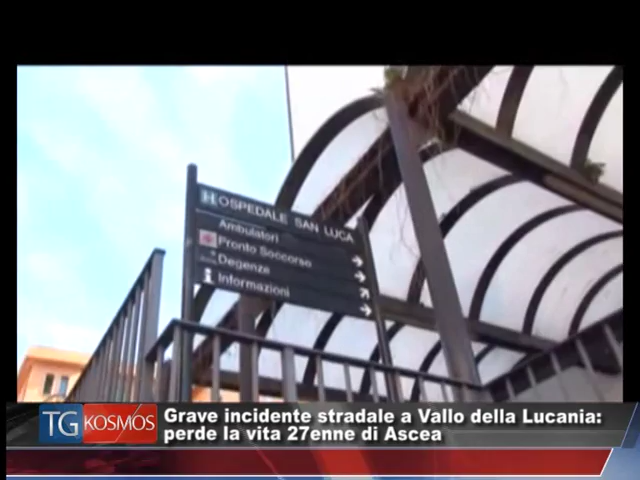 HOSPEDALE SAN LUCA
Ambulatori
Pronto Soccorso
Degenze
i Informazioni
TG KOSMOS
Grave incidente stradale a Vallo della Lucania:
perde la vita 27enne di Ascea